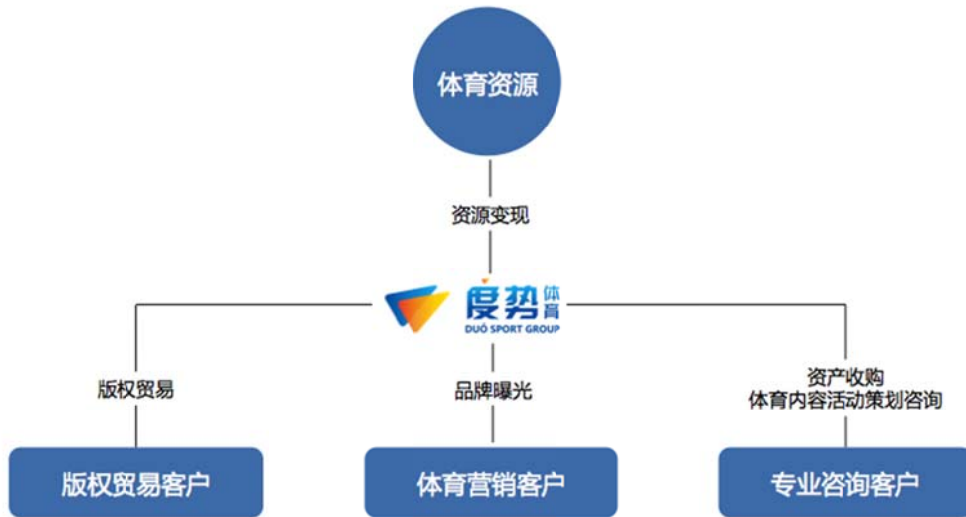 体育资源
资源变现
度势体育
DUÓ SPORT GROUP
版权贸易
品牌曝光
资产收购
体育内容活动策划咨询
版权贸易客户
体育营销客户
专业咨询客户